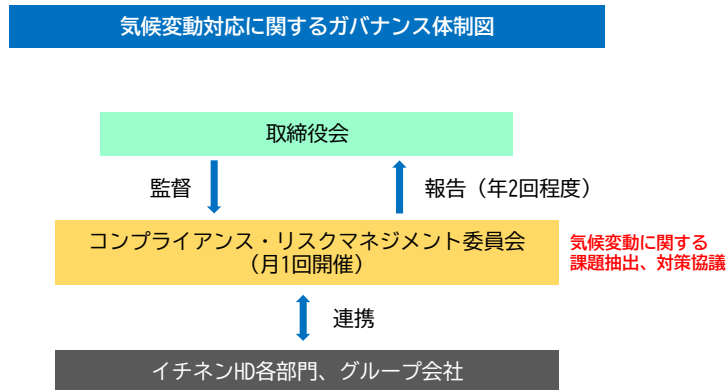 気候変動対応に関するガバナンス体制図
取締役会
監督
報告（年2回程度）
コンプライアンス・リスクマネジメント委員会
（月1回開催）
気候変動に関する
課題抽出、対策協議
連携
イチネンHD各部門、グループ会社